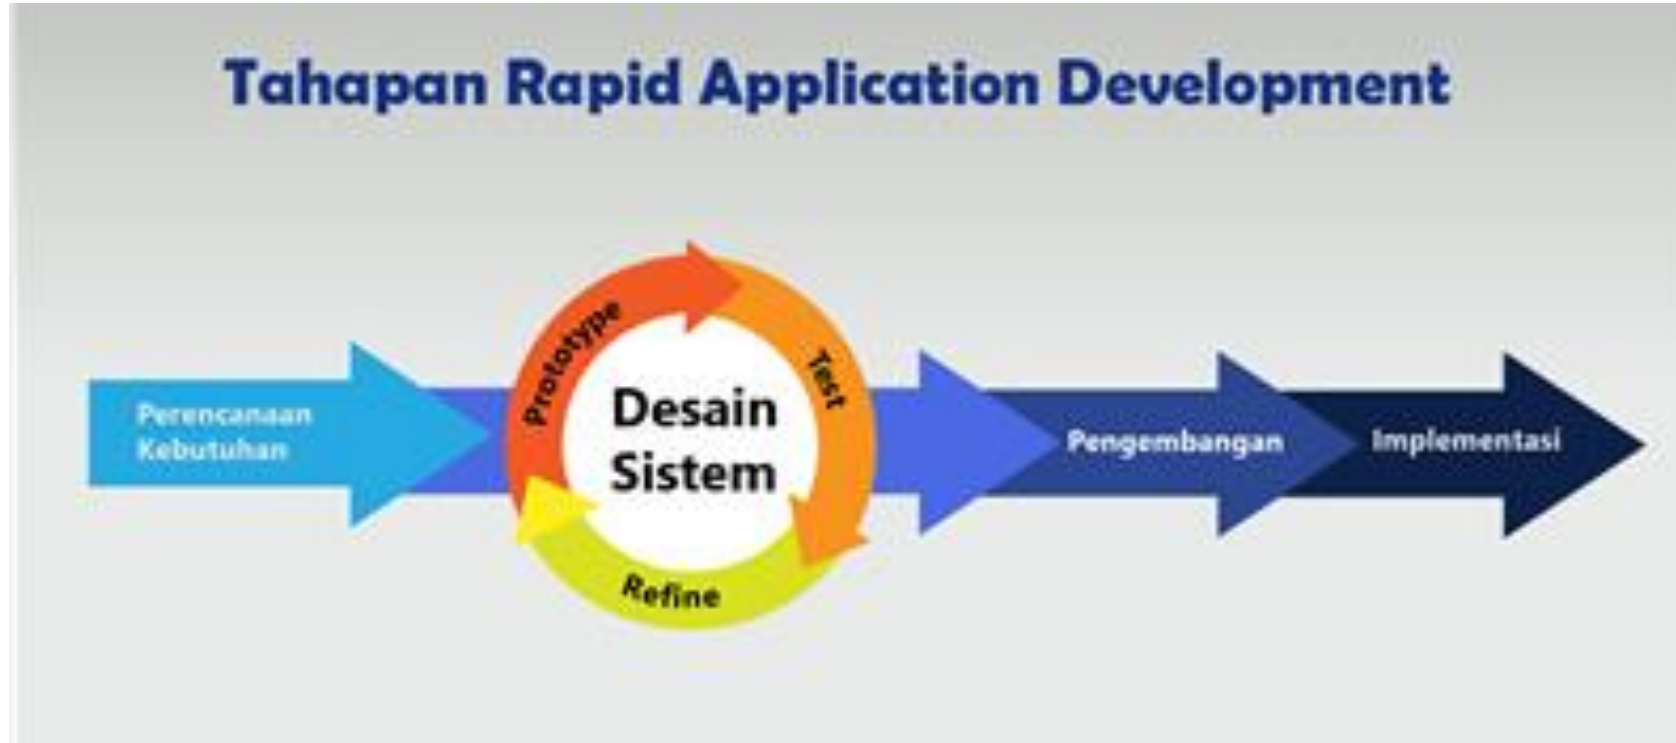 Tahapan Rapid Application Development
Perencanaan
Kebutuhan
Prototype
Test
Refine
Desain
Sistem
Pengembangan
Implementasi